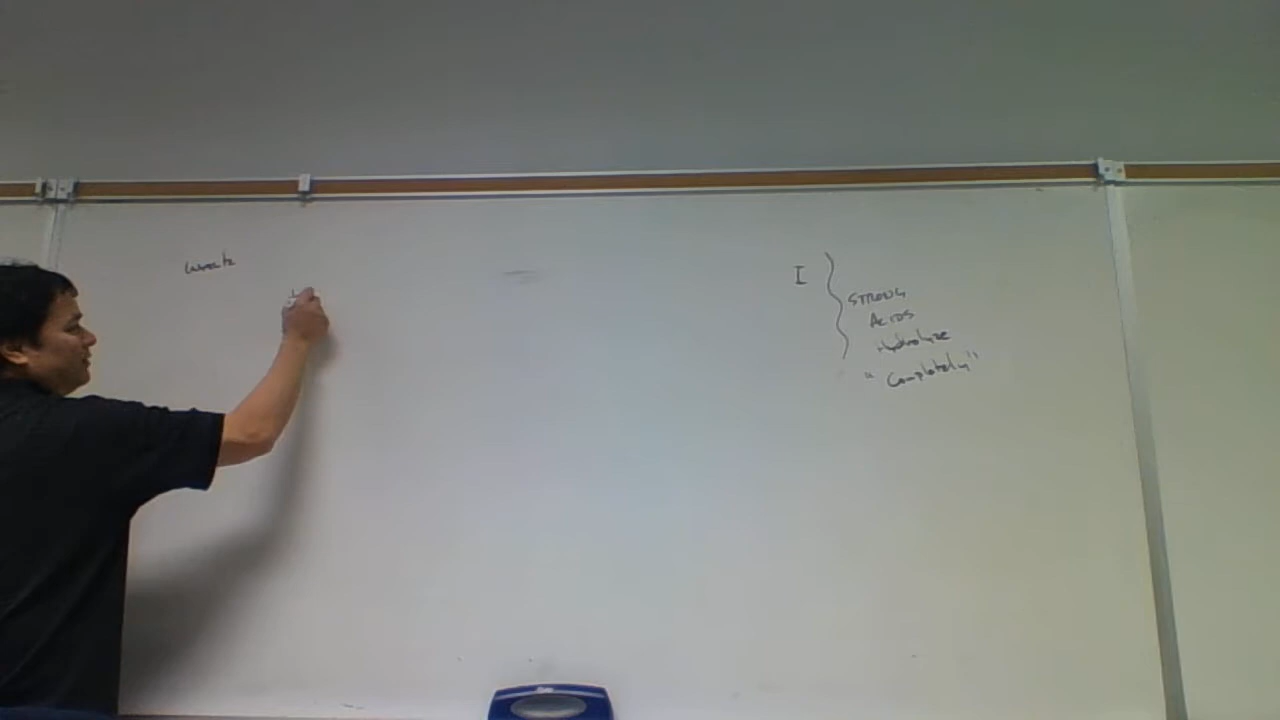 Weak
I
STRONG
ACIDS
Hydrolyze
"Completely"